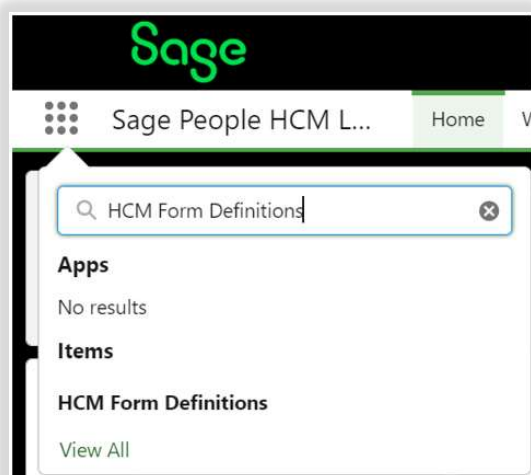 Sage
Sage People HCM L...
Home
HCM Form Definitions
Apps
No results
Items
HCM Form Definitions
View All